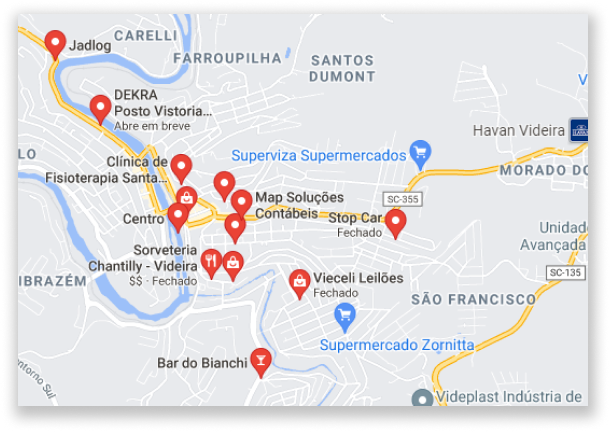 CARELLI
Jadlog
FARROUPILHA
SANTOS
DUMONT
DEKRA
Posto Vistoria...
Abre em breve
Havan Videira
LO
Clínica de
Fisioterapia Santa...
Superviza Supermercados
MORADO DO
SC-355
Map Soluções
Contábeis
Centro
Stop Car
Fechado
Unidade
Avançada
Sorveteria
Chantilly - Videira
$$ · Fechado
SC-135
IBRAZÉM
Vieceli Leilões
Fechado
SÃO FRANCISCO
Supermercado Zornitta
Bar do Bianchi
ntorno Sul
Videplast Indústria de